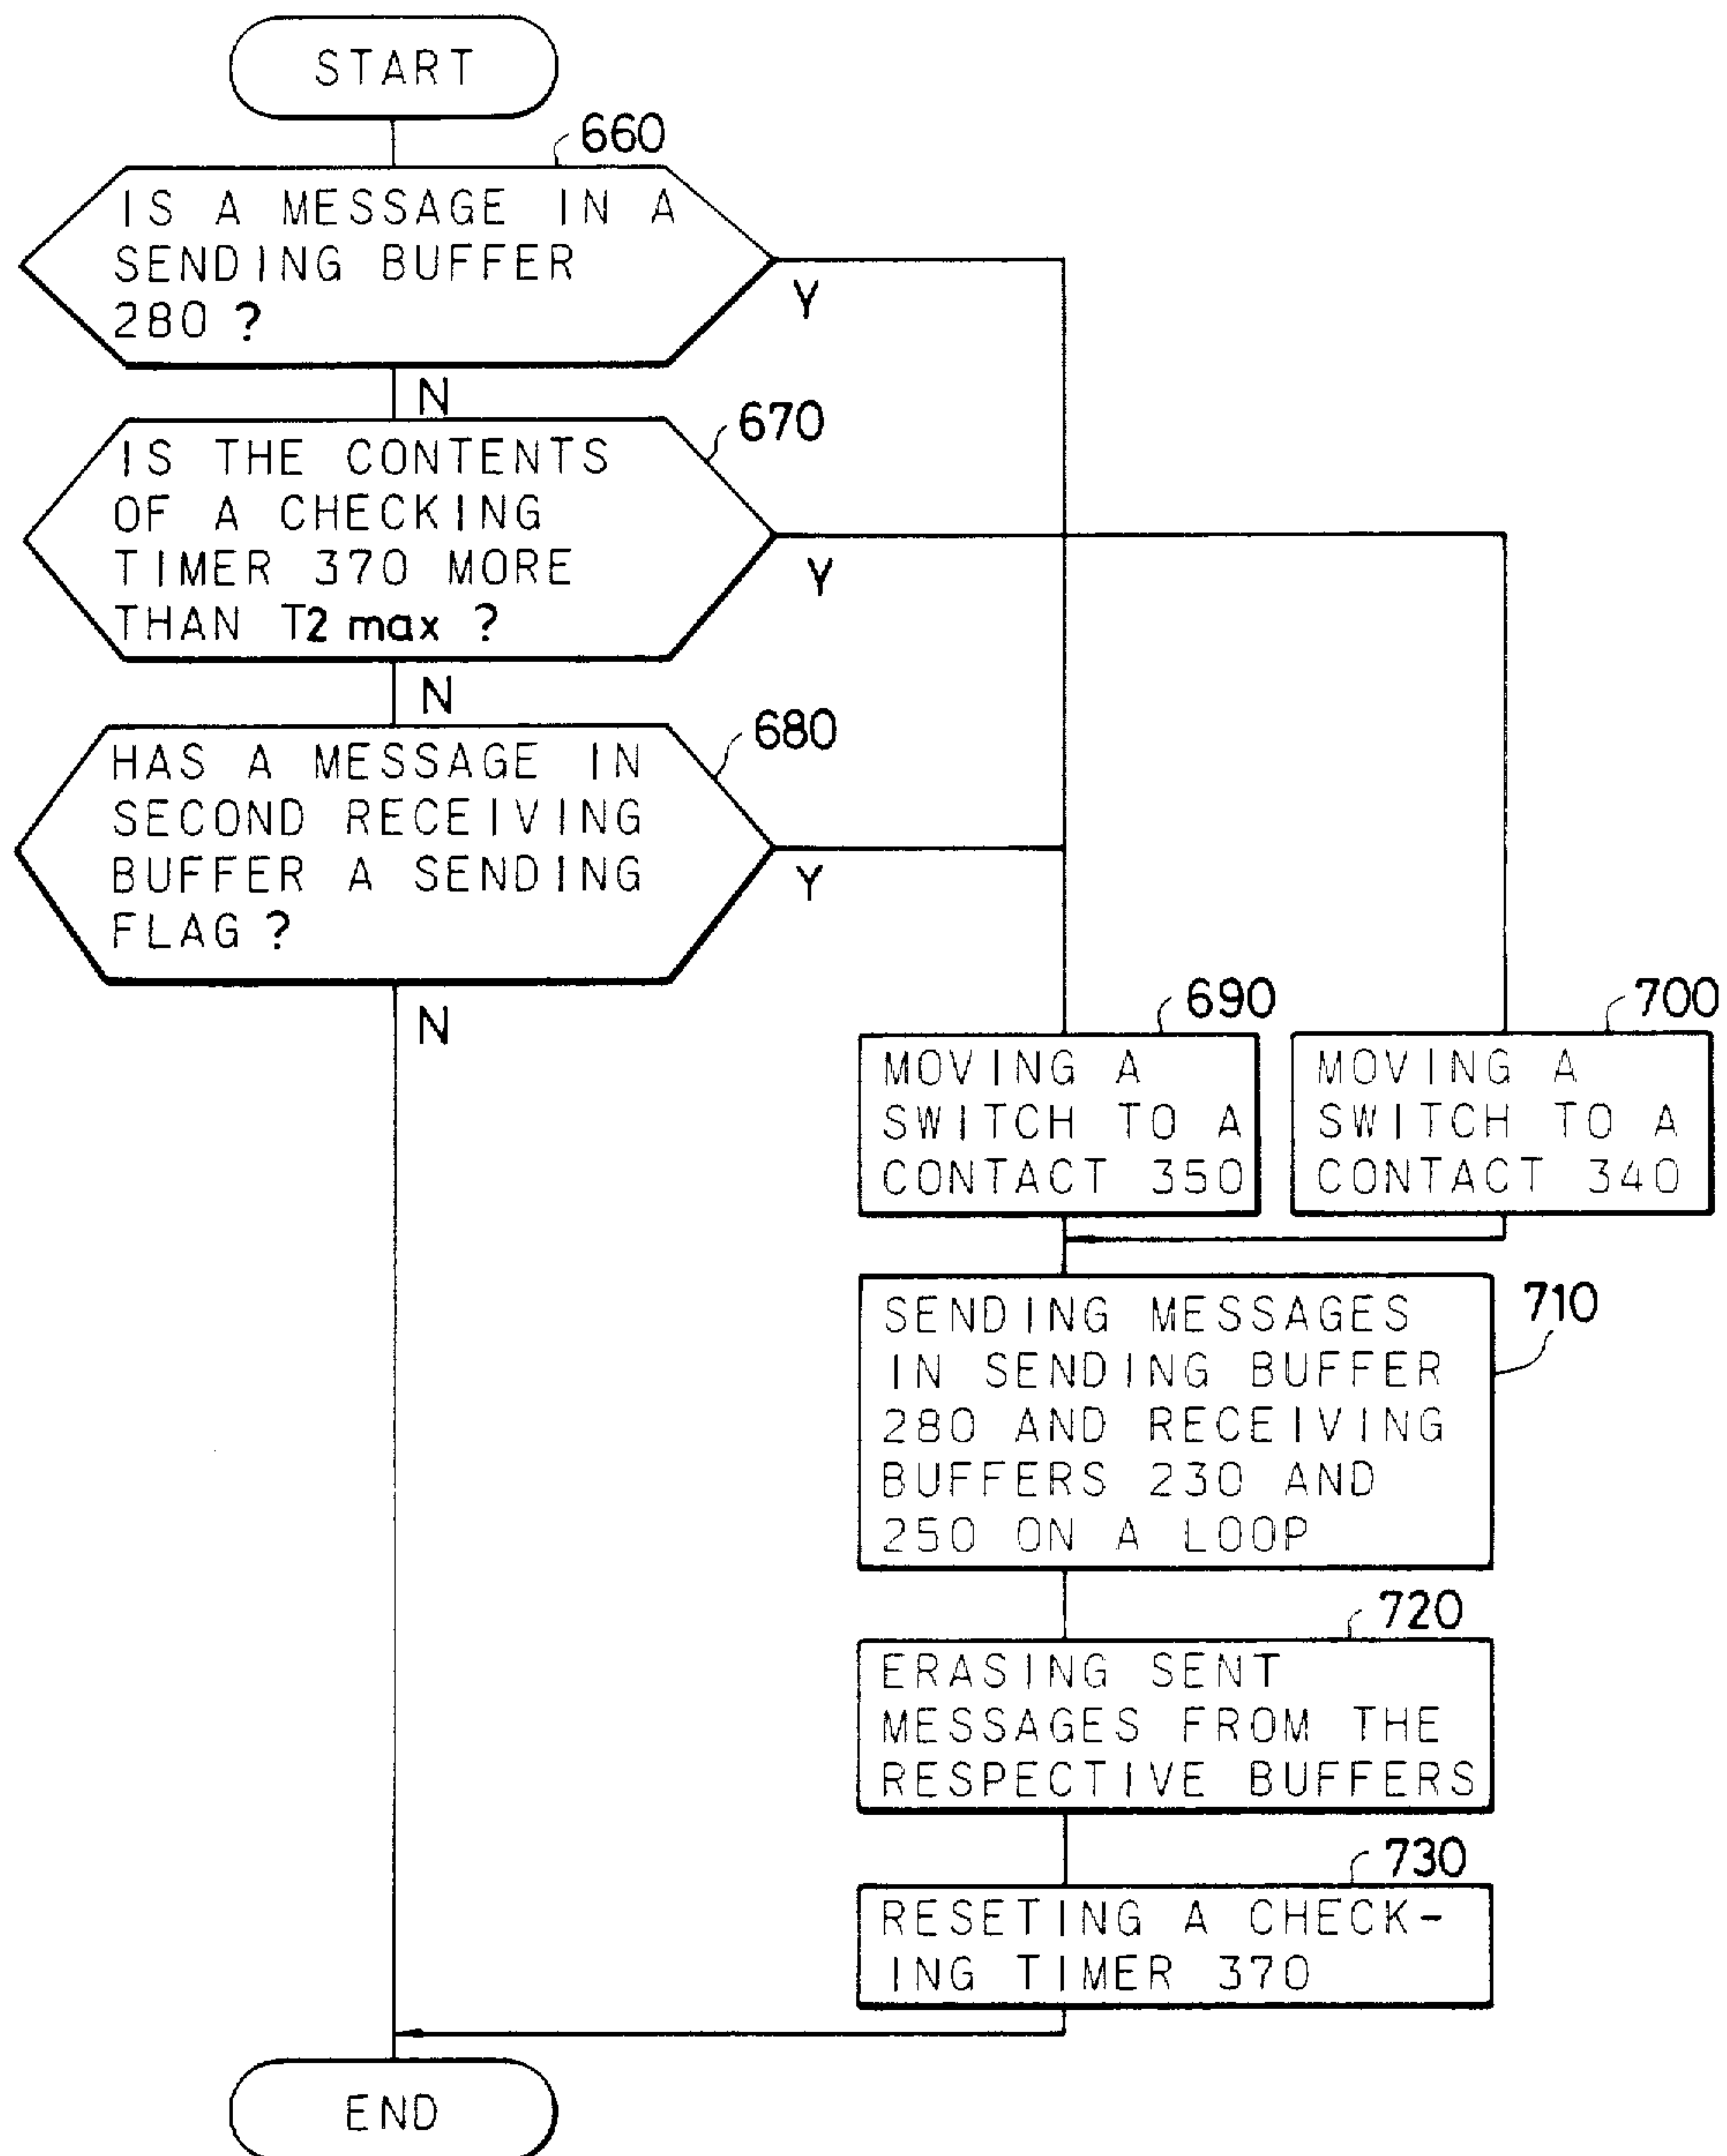 START
660
IS A MESSAGE IN A
SENDING BUFFER
280 ?
Y
N
670
IS THE CONTENTS
OF A CHECKING
TIMER 370 MORE
THAN T2 max ?
Y
N
680
HAS A MESSAGE IN
SECOND RECEIVING
BUFFER A SENDING
FLAG ?
Y
N
690
MOVING A
SWITCH TO A
CONTACT 350
700
MOVING A
SWITCH TO A
CONTACT 340
710
SENDING MESSAGES
IN SENDING BUFFER
280 AND RECEIVING
BUFFERS 230 AND
250 ON A LOOP
720
ERASING SENT
MESSAGES FROM THE
RESPECTIVE BUFFERS
730
RESETING A CHECK-
ING TIMER 370
END